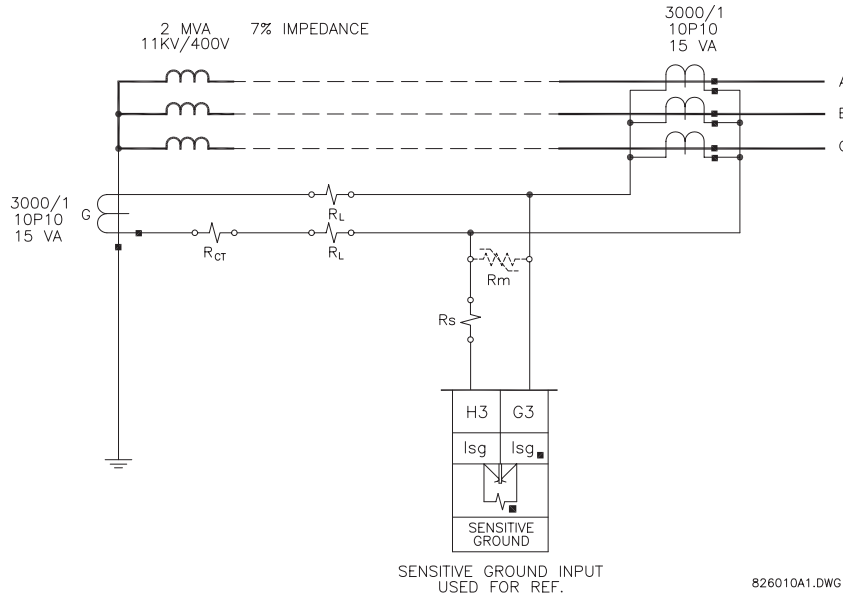 2 MVA 7% IMPEDANCE
11KV/400V
3000/1
10P10
15 VA
A
B
C
3000/1
10P10
15 VA
G
RL
RCT
RL
Rm
Rs
H3 G3
Isg Isg
SENSITIVE
GROUND
SENSITIVE GROUND INPUT
USED FOR REF.
826010A1.DWG